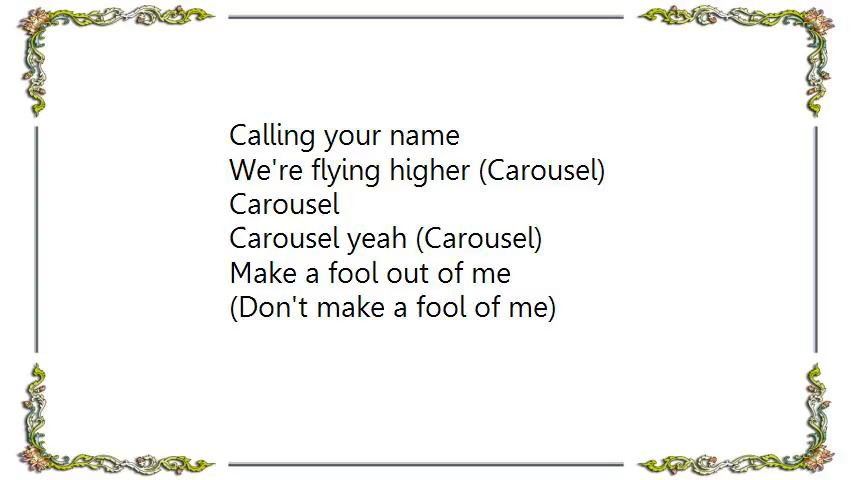 Calling your name
We're flying higher (Carousel)
Carousel
Carousel yeah (Carousel)
Make a fool out of me
(Don't make a fool of me)